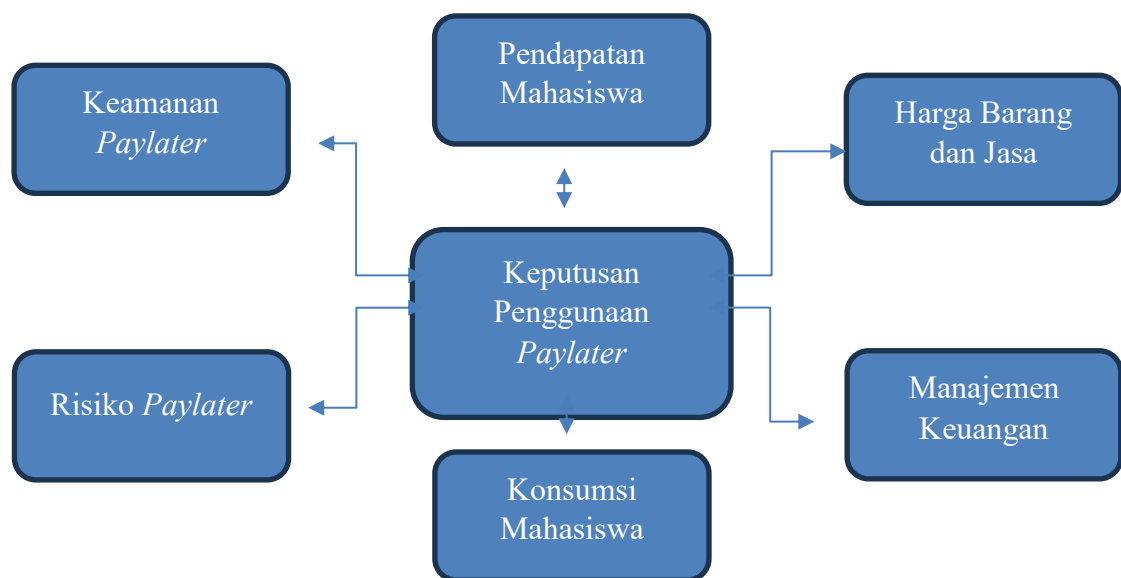 Pendapatan
Mahasiswa
Keamanan
Paylater
Harga Barang
dan Jasa
Keputusan
Penggunaan
Paylater
Risiko Paylater
Manajemen
Keuangan
Konsumsi
Mahasiswa